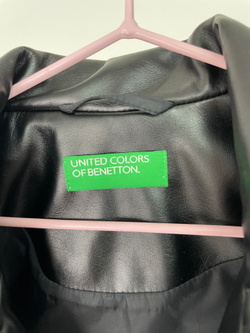 UNITED COLORS
OF BENETTON.